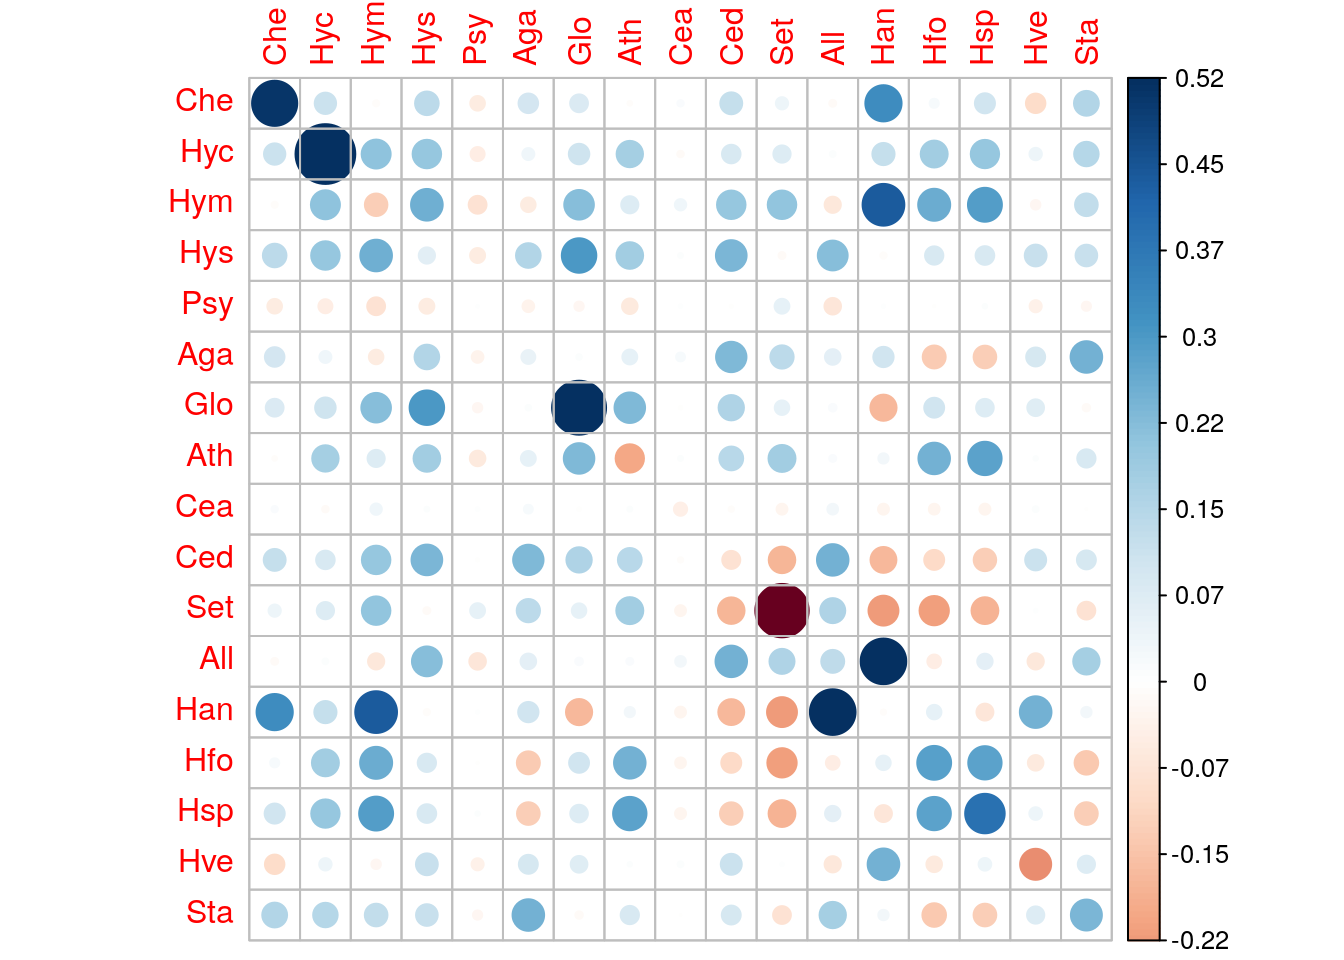 Che Hyc Hym Hys Psy Aga Glo Ath Cea Ced Set All Han Hfo Hsp Hve Sta
Che
Hyc
Hym
Hys
Psy
Aga
Glo
Ath
Cea
Ced
Set
All
Han
Hfo
Hsp
Hve
Sta
0.52
0.45
0.37
0.3
0.22
0.15
0.07
0
-0.07
-0.15
-0.22